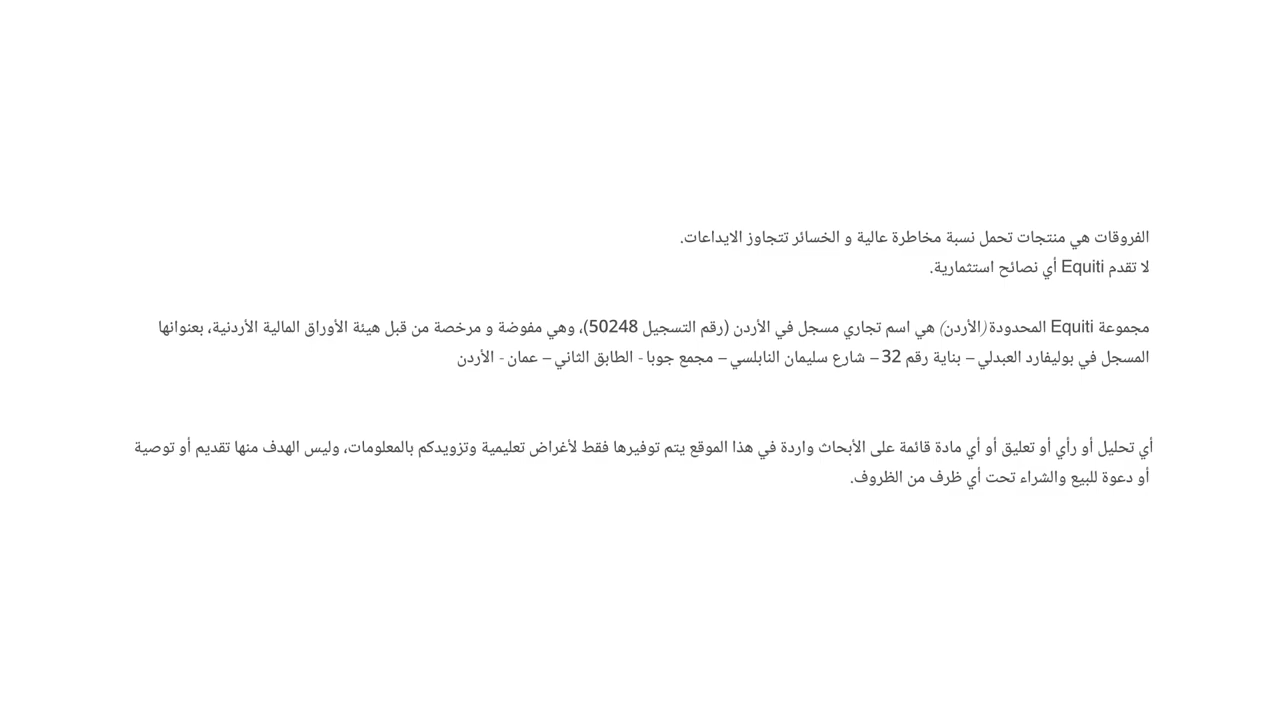 الفروقات هي منتجات تحمل نسبة مخاطرة عالية و الخسائر تتجاوز الايداعات.
لا تقدم Equiti أي نصائح استثمارية.
مجموعة Equiti المحدودة (الأردن) هي اسم تجاري مسجل في الأردن (رقم التسجيل 50248)، وهي مفوضة و مرخصة من قبل هيئة الأوراق المالية الأردنية، بعنوانها
المسجل في بوليفارد العبدلي – بناية رقم 32 – شارع سليمان النابلسي – مجمع جوبا - الطابق الثاني – عمان - الأردن
أي تحليل أو رأي أو تعليق أو أي مادة قائمة على الأبحاث واردة في هذا الموقع يتم توفيرها فقط لأغراض تعليمية وتزويدكم بالمعلومات، وليس الهدف منها تقديم أو توصية
أو دعوة للبيع والشراء تحت أي ظرف من الظروف.